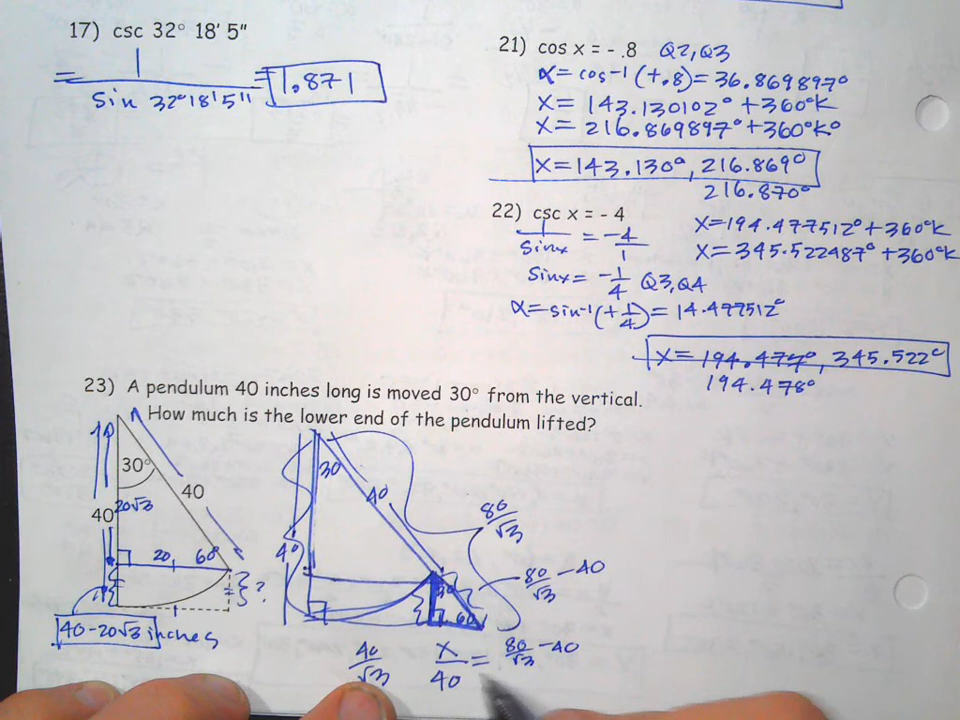 17) csc 32° 18' 5"
= 1 / sin 32°18'5" = 1.871
21) cos x = - .8 Q2, Q3
α = cos⁻¹ (+.8) = 36.869897°
x = 143.130102° + 360°k
x = 216.869897° + 360°k°
x = 143.130°, 216.869°
216.870°
22) csc x = - 4
1/sinx = -4/1
sinx = -1/4 Q3, Q4
α = sin⁻¹ (+1/4) = 14.477512°
x = 194.477512° + 360°k
x = 345.522487° + 360°k
x = 194.477°, 345.522°
194.478°
23) A pendulum 40 inches long is moved 30° from the vertical.
How much is the lower end of the pendulum lifted?
40
30°
40
20√3
40
20
60°
?
40-20√3 inches
30
40
40
80/√3
80/√3 - 40
30
60
40/√3
x/40 = 80/√3 - 40